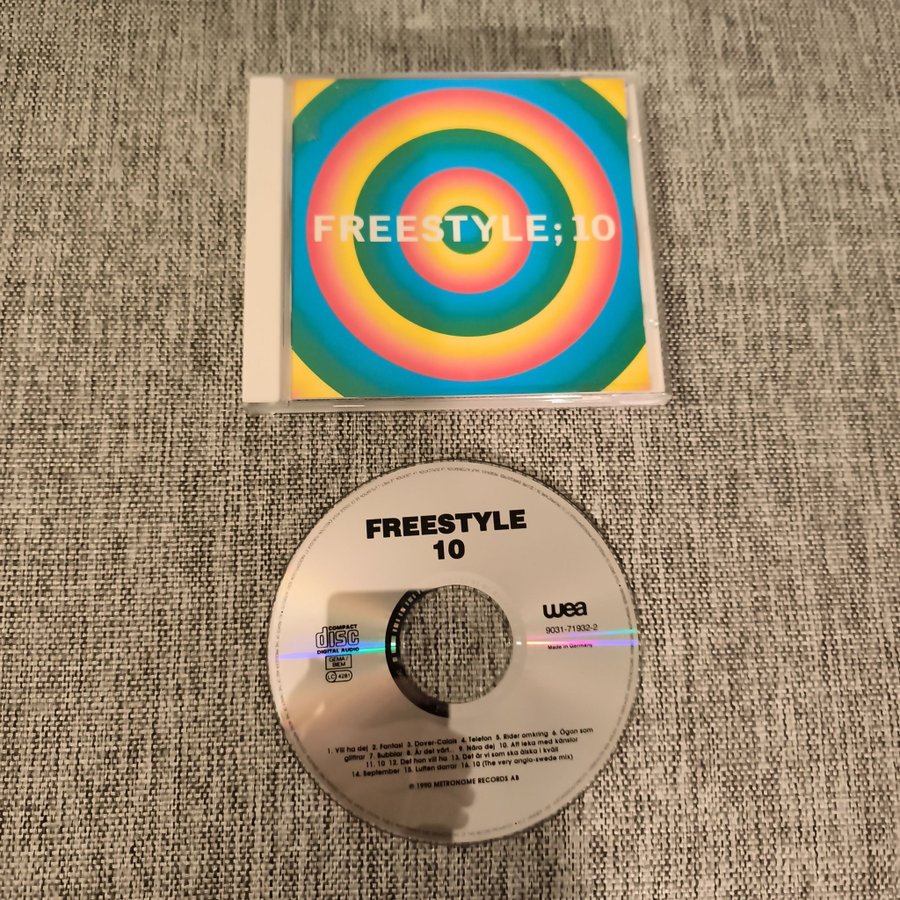 FREESTYLE; 10
FREESTYLE
10
wea
9031-71932-2
Made in Germany
COMPACT
disc
DIGITAL AUDIO
GEMA/
BIEM
LC 4281
1. Vill ha dej 2. Fantasi 3. Dover-Calais 4. Telefon 5. Rider omkring 6. Ögon som
glittrar 7. Bubblar 8. Är det vårt... 9. Nära dej 10. Att leka med känslor
11. 10 12. Det hon vill ha 13. Det är vi som ska älska i kväll
14. September 15. Luften darrar 16. 10 (The very anglo-swede mix)
℗ 1990 METRONOME RECORDS AB